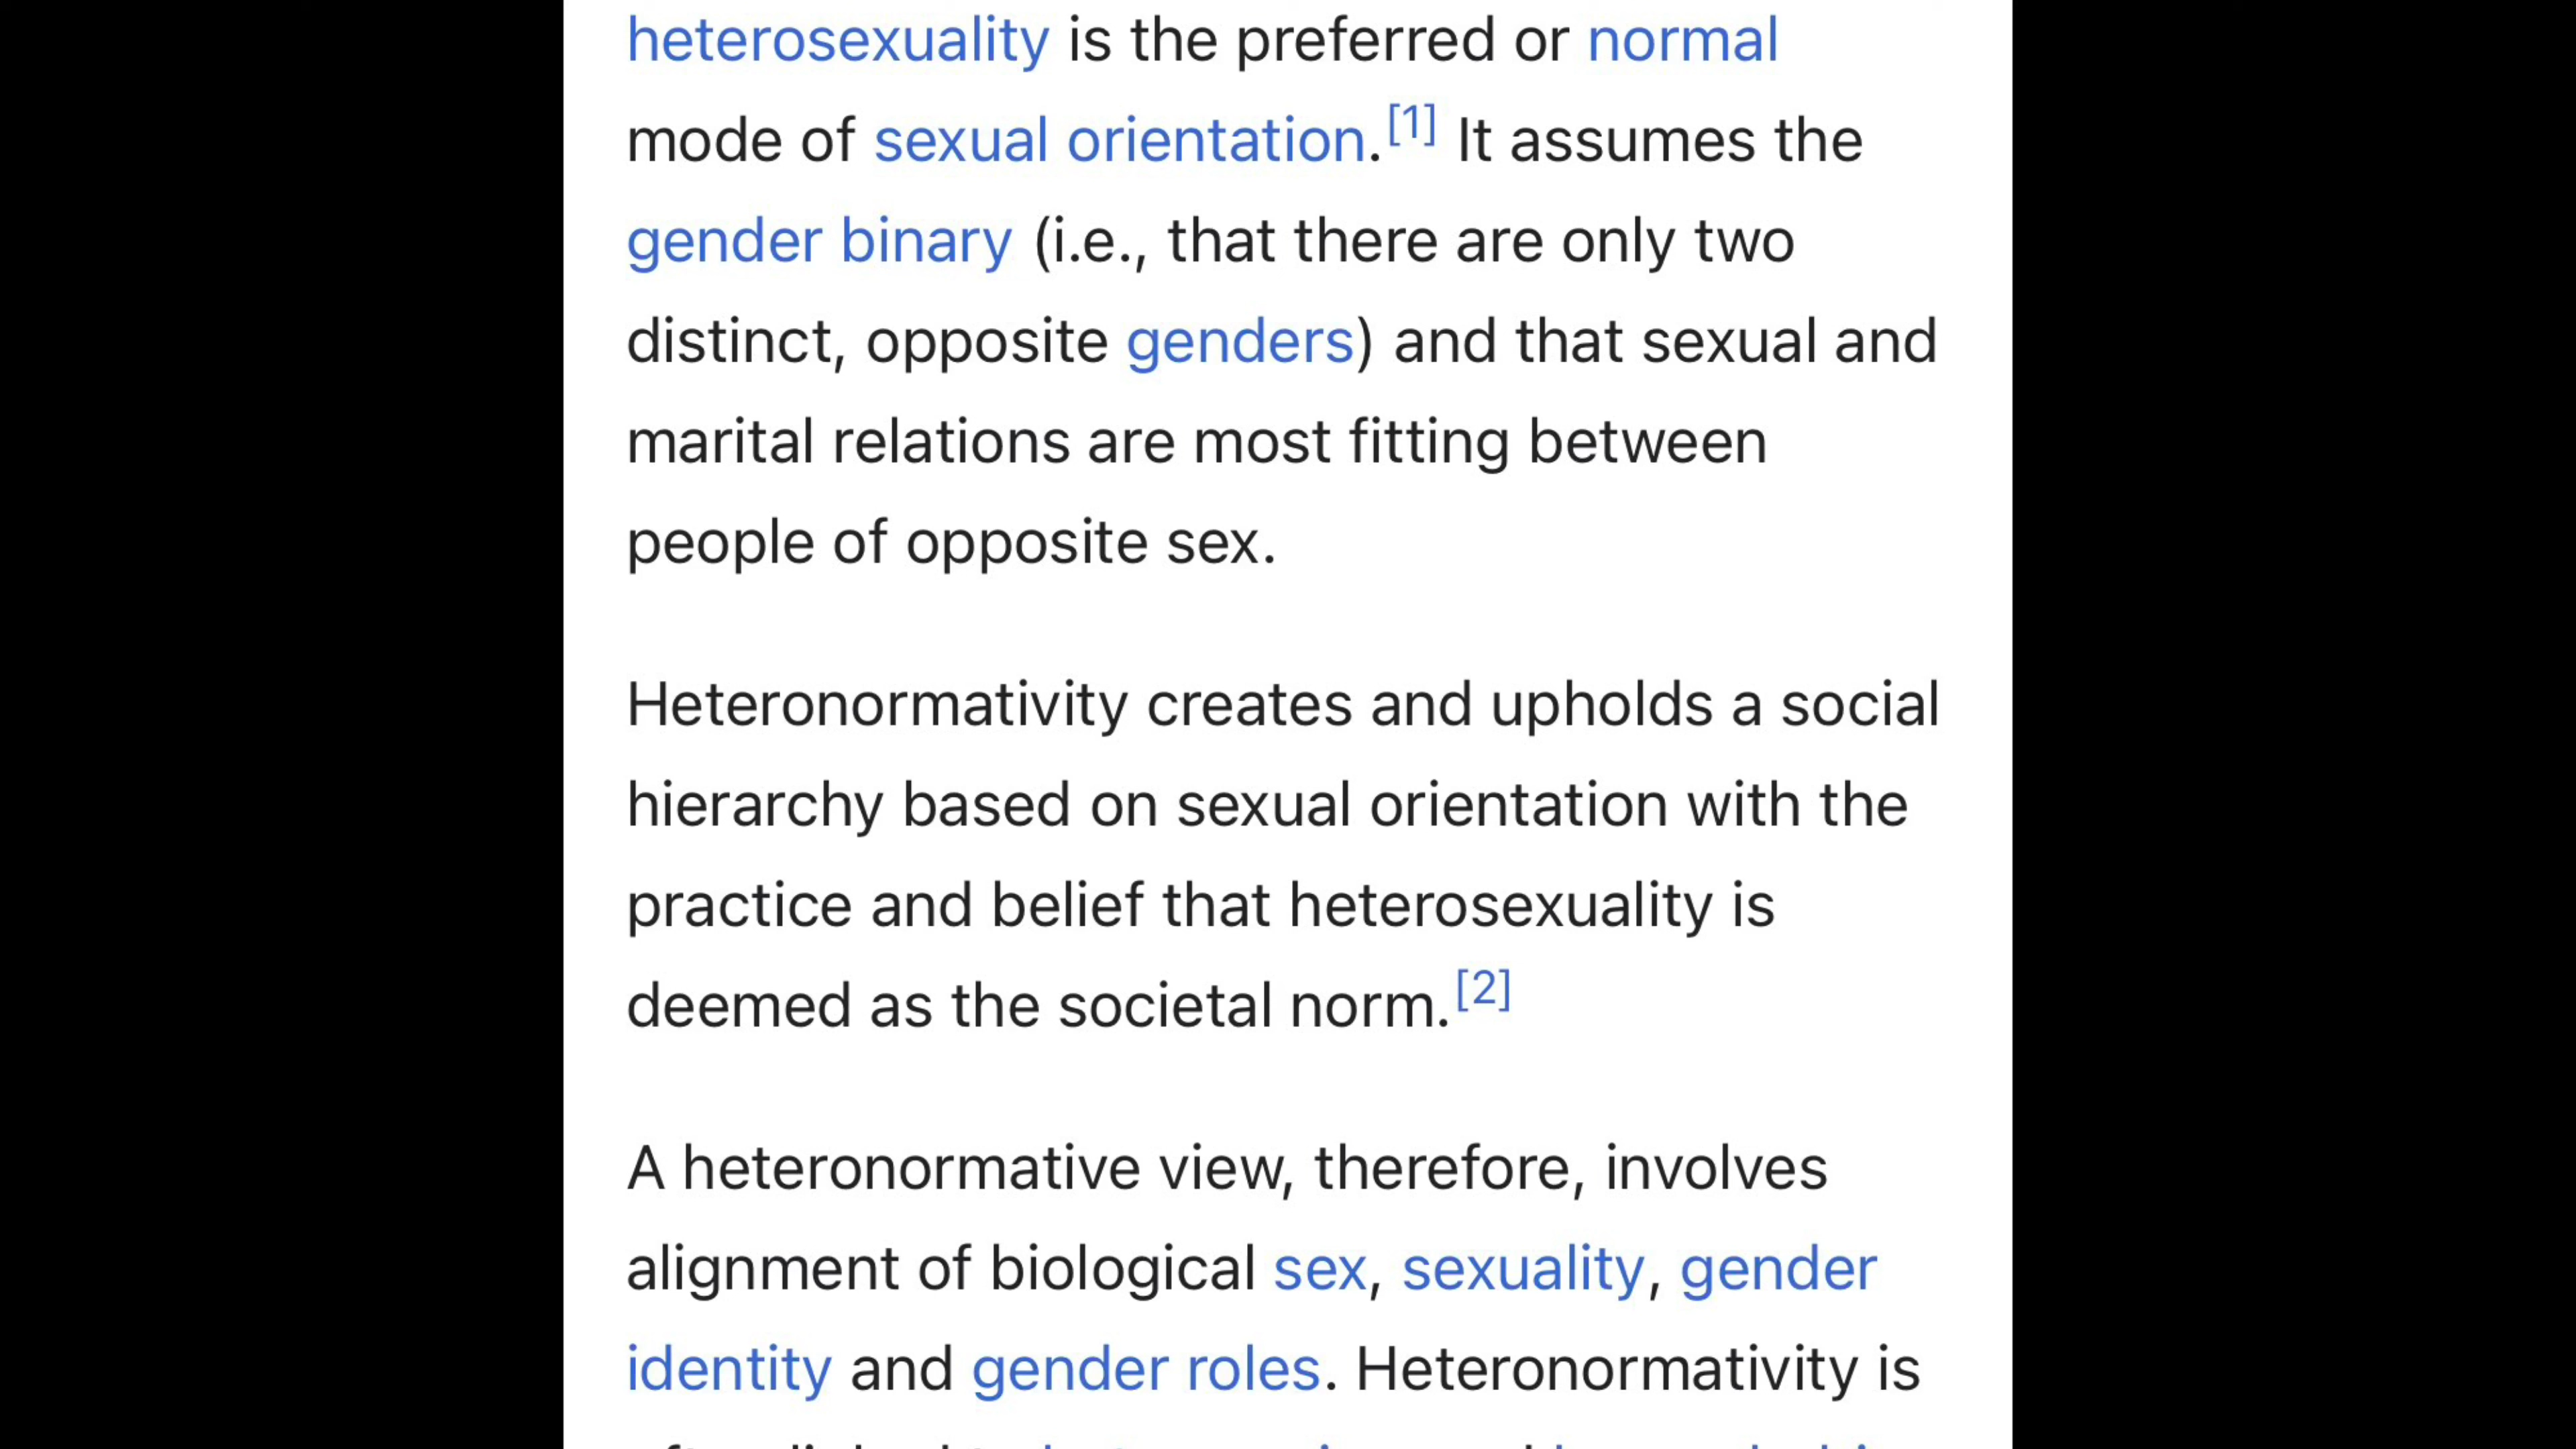 heterosexuality is the preferred or normal
mode of sexual orientation.[1] It assumes the
gender binary (i.e., that there are only two
distinct, opposite genders) and that sexual and
marital relations are most fitting between
people of opposite sex.
Heteronormativity creates and upholds a social
hierarchy based on sexual orientation with the
practice and belief that heterosexuality is
deemed as the societal norm.[2]
A heteronormative view, therefore, involves
alignment of biological sex, sexuality, gender
identity and gender roles. Heteronormativity is